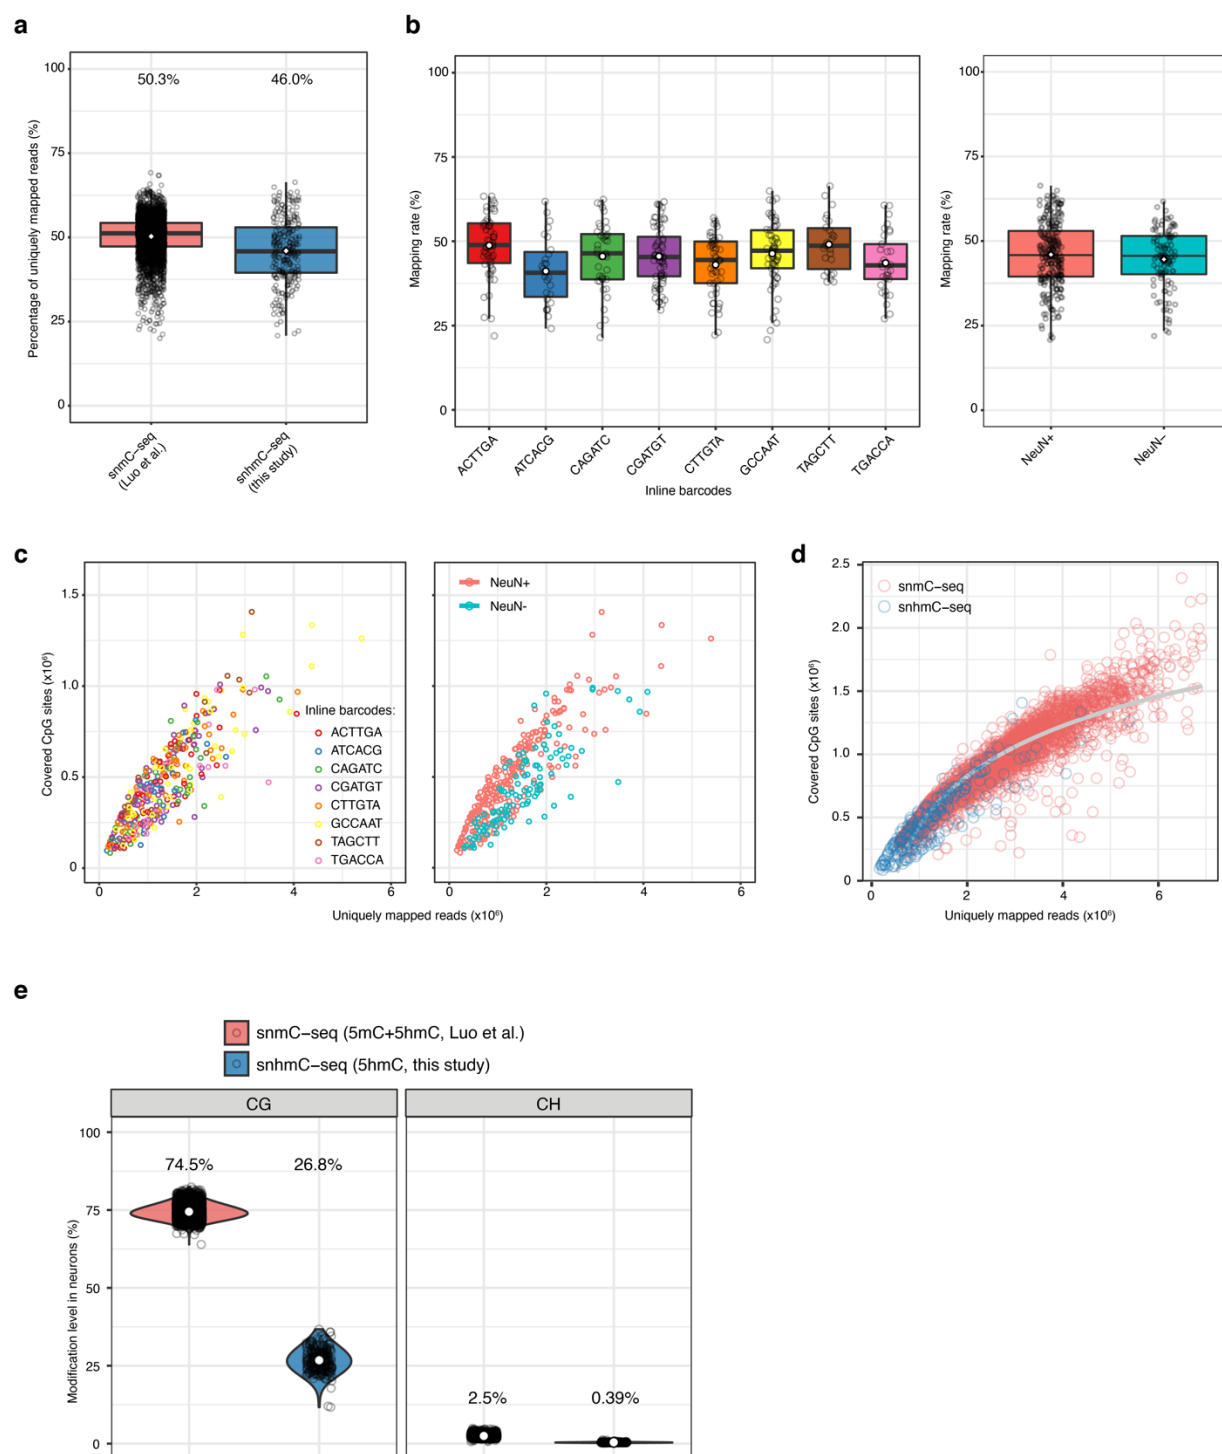 a
100
75
50
25
0
Percentage of uniquely mapped reads (%)
50.3%
46.0%
snmC−seq
(Luo et al.)
snhmC−seq
(this study)
b
100
75
50
25
0
Mapping rate (%)
ACTTGA
ATCACG
CAGATC
CGATGT
CTTGTA
GCCAAT
TAGCTT
TGACCA
Inline barcodes
100
75
50
25
0
Mapping rate (%)
NeuN+
NeuN−
c
1.5
1.0
0.5
0
Covered CpG sites (x10⁶)
Inline barcodes:
ACTTGA
ATCACG
CAGATC
CGATGT
CTTGTA
GCCAAT
TAGCTT
TGACCA
0 2 4 6
NeuN+
NeuN-
0 2 4 6
Uniquely mapped reads (x10⁶)
d
2.5
2.0
1.5
1.0
0.5
0
Covered CpG sites (x10⁶)
snmC−seq
snhmC−seq
0 2 4 6
Uniquely mapped reads (x10⁶)
e
snmC−seq (5mC+5hmC, Luo et al.)
snhmC−seq (5hmC, this study)
CG
CH
100
75
50
25
0
Modification level in neurons (%)
74.5%
26.8%
2.5%
0.39%